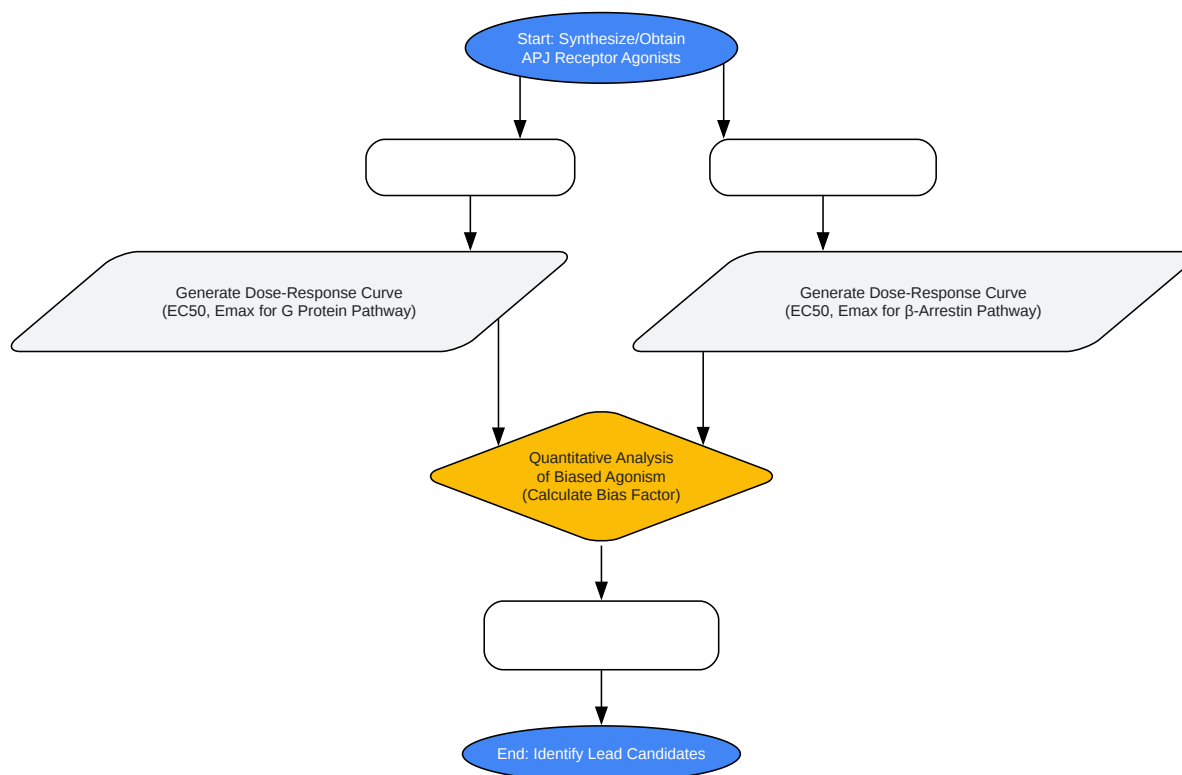 Start: Synthesize/Obtain
APJ Receptor Agonists
Generate Dose-Response Curve
(EC50, Emax for G Protein Pathway)
Generate Dose-Response Curve
(EC50, Emax for β-Arrestin Pathway)
Quantitative Analysis
of Biased Agonism
(Calculate Bias Factor)
End: Identify Lead Candidates